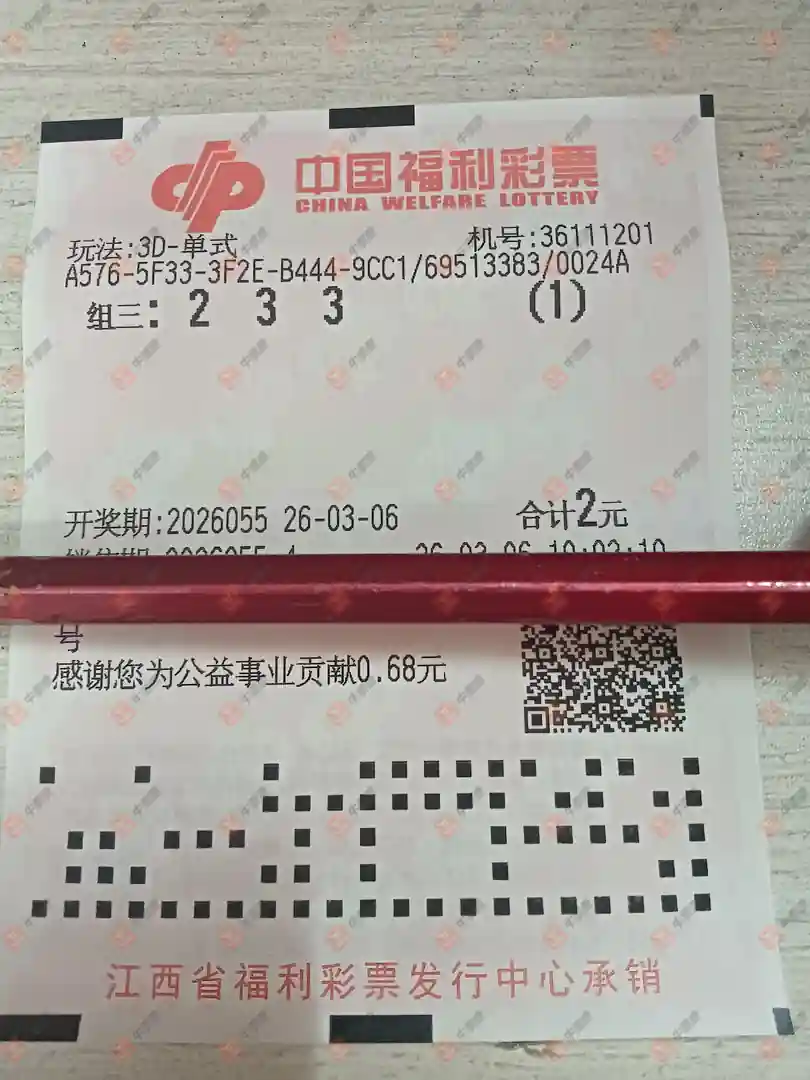 中国福利彩票
CHINA WELFARE LOTTERY
玩法:3D-单式 机号:36111201
A576-5F33-3F2E-B444-9CC1/69513383/0024A
组三: 2 3 3 (1)
开奖期:2026055 26-03-06 合计2元
号
感谢您为公益事业贡献0.68元
江西省福利彩票发行中心承销